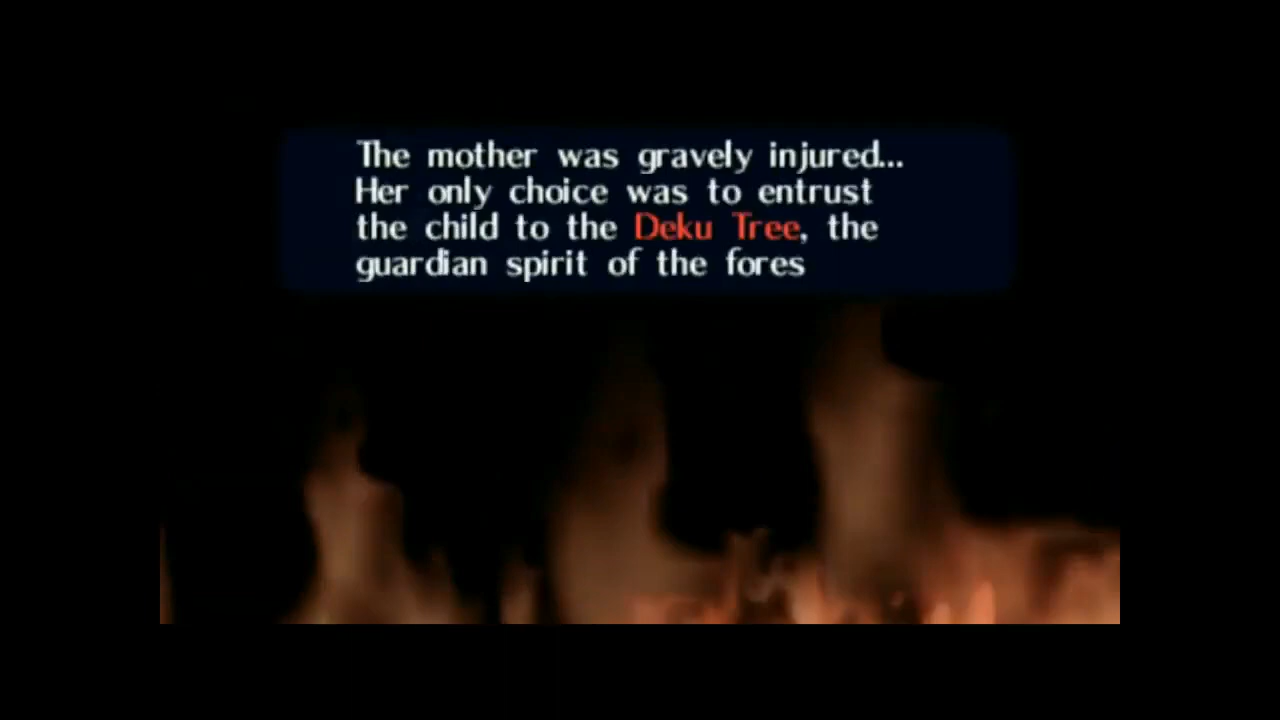 The mother was gravely injured...
Her only choice was to entrust
the child to the Deku Tree, the
guardian spirit of the fores